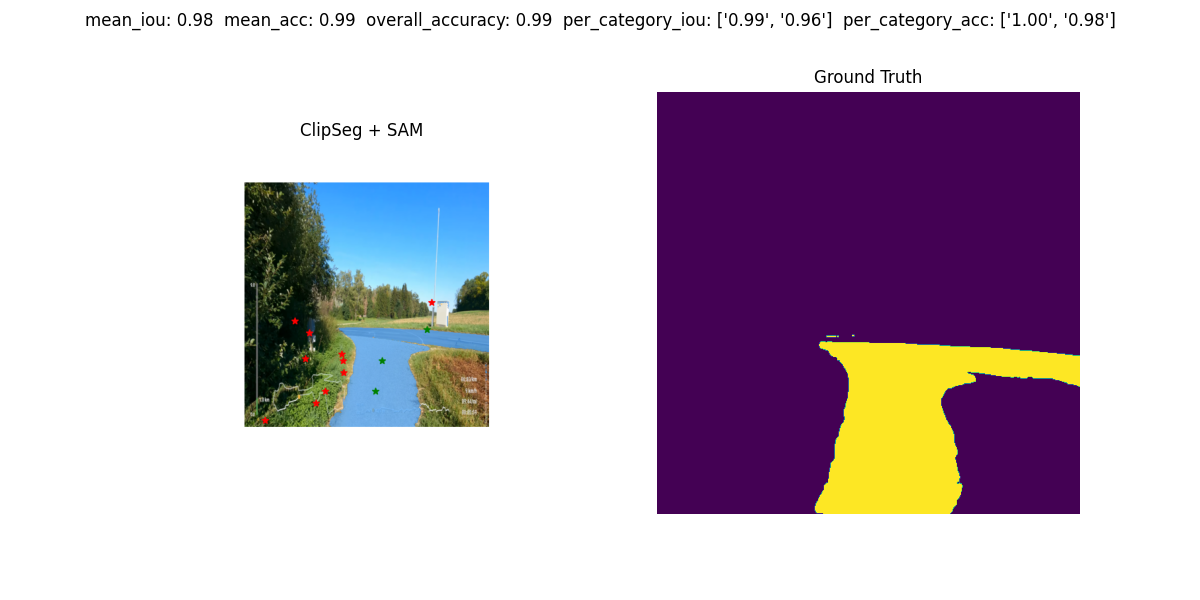 mean_iou: 0.98  mean_acc: 0.99  overall_accuracy: 0.99  per_category_iou: ['0.99', '0.96']  per_category_acc: ['1.00', '0.98']
Ground Truth
ClipSeg + SAM